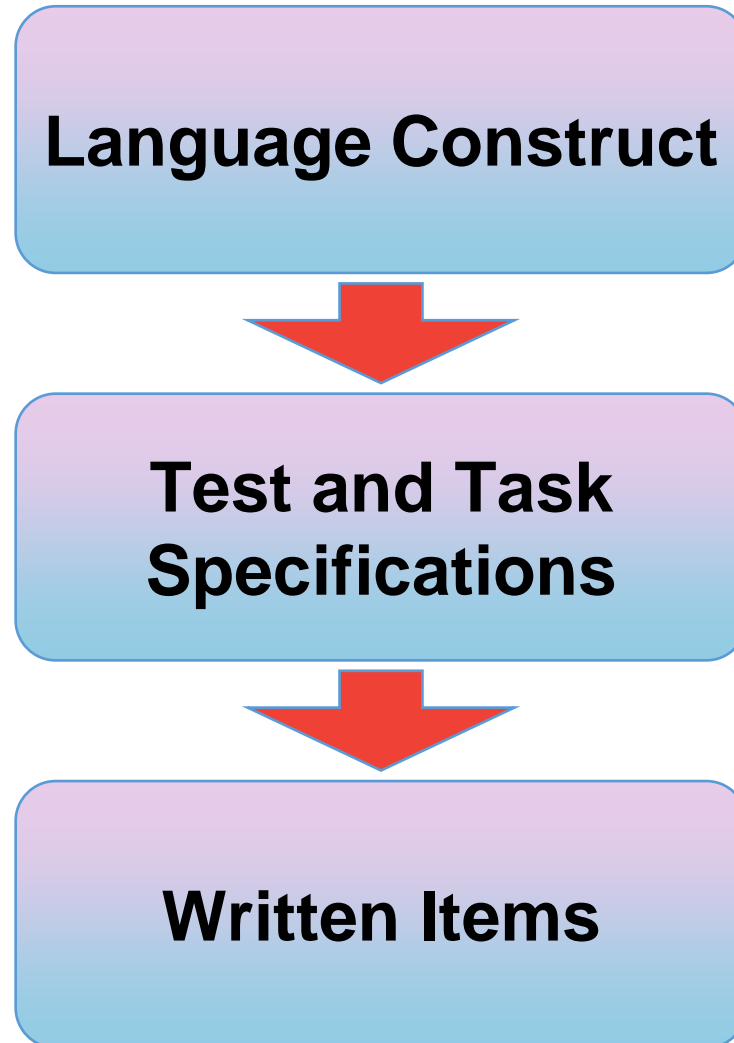 Language Construct
Test and Task
Specifications
Written Items